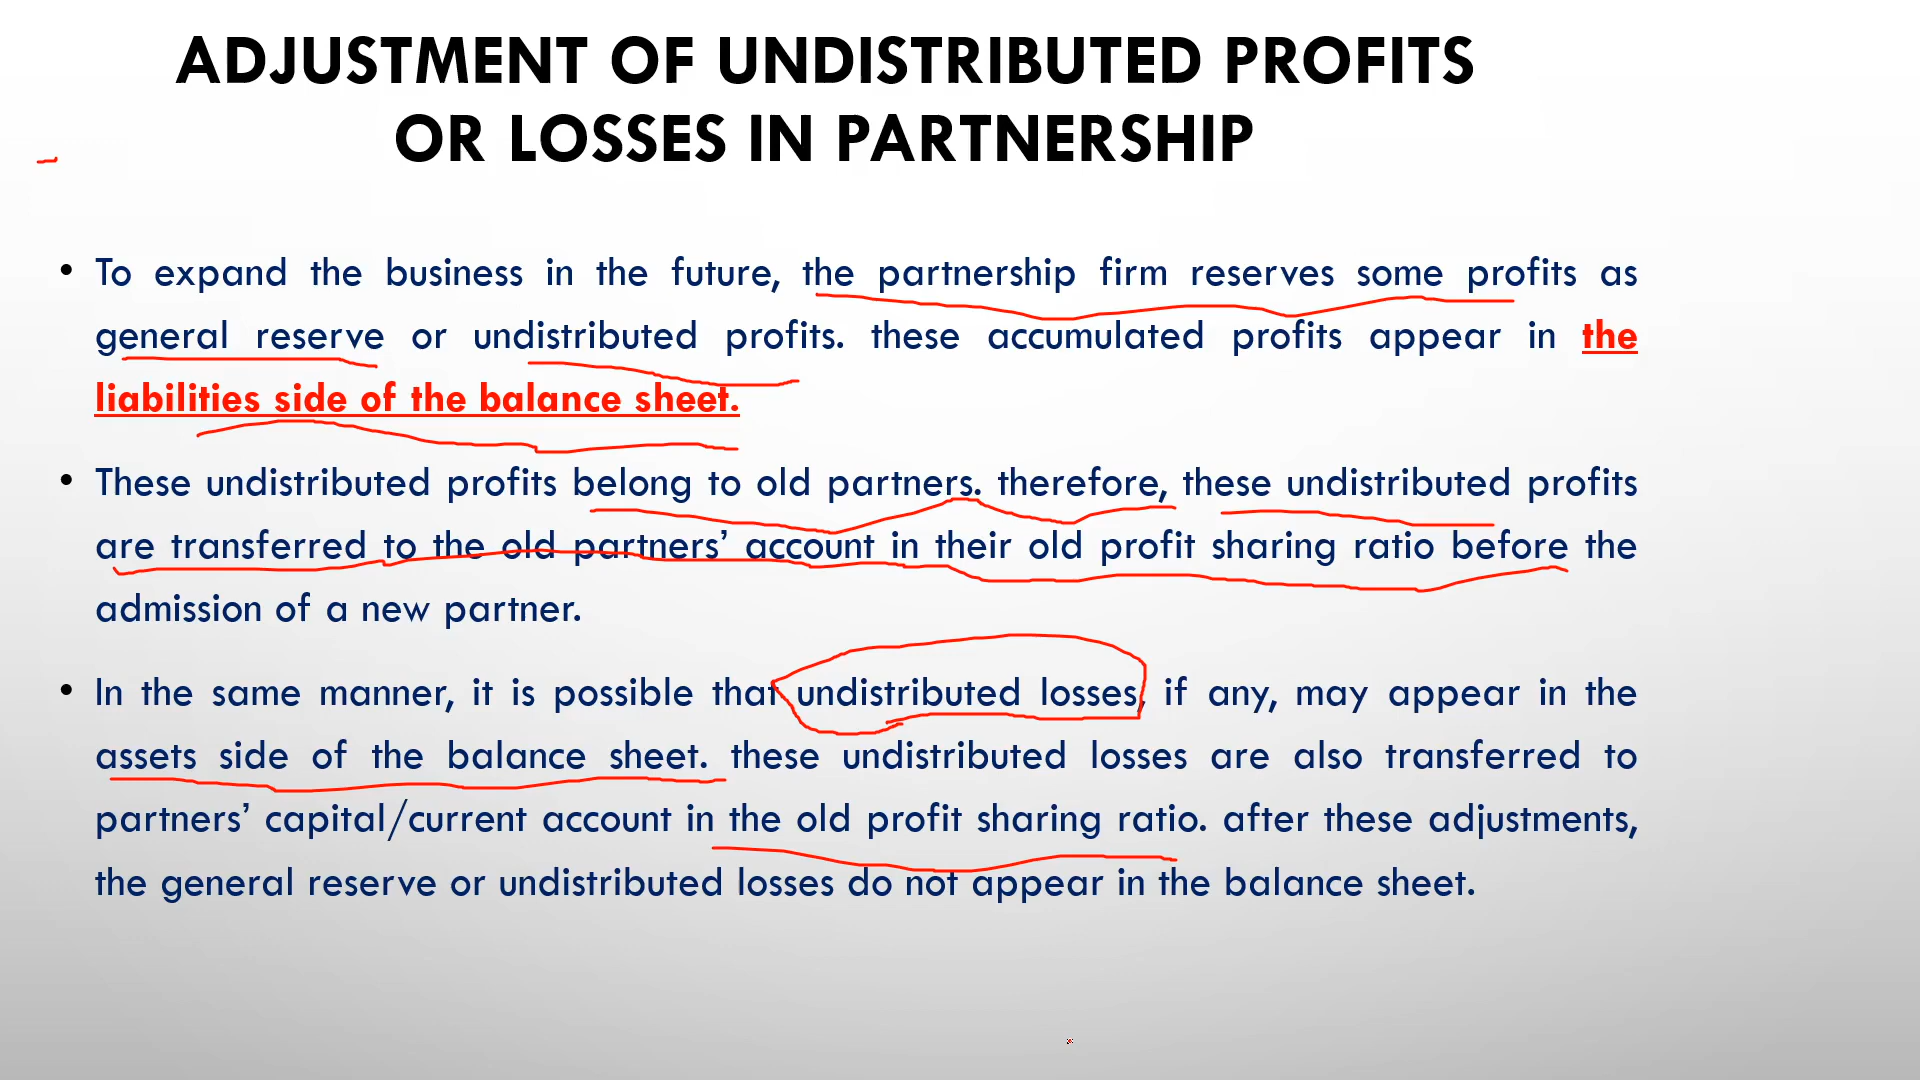 ADJUSTMENT OF UNDISTRIBUTED PROFITS
OR LOSSES IN PARTNERSHIP
• To expand the business in the future, the partnership firm reserves some profits as
general reserve or undistributed profits. these accumulated profits appear in the
liabilities side of the balance sheet.
• These undistributed profits belong to old partners. therefore, these undistributed profits
are transferred to the old partners’ account in their old profit sharing ratio before the
admission of a new partner.
• In the same manner, it is possible that undistributed losses, if any, may appear in the
assets side of the balance sheet. these undistributed losses are also transferred to
partners’ capital/current account in the old profit sharing ratio. after these adjustments,
the general reserve or undistributed losses do not appear in the balance sheet.